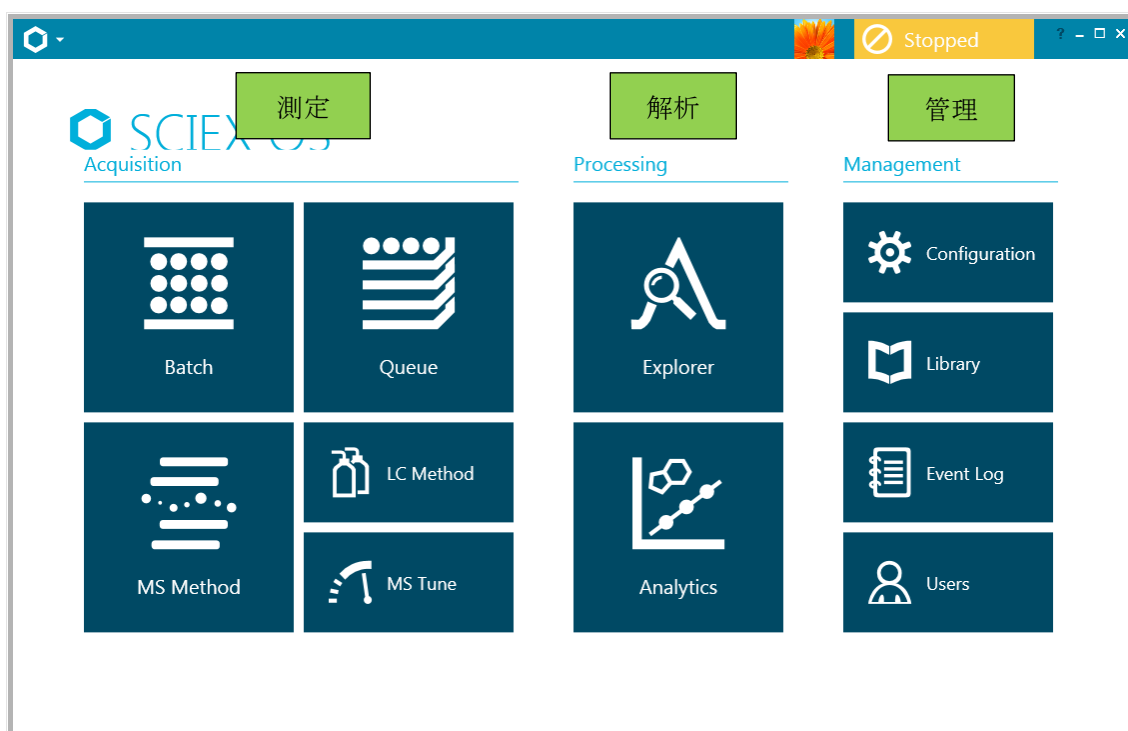 Stopped
?
測定
解析
管理
SCIEX OS
Acquisition
Processing
Management
Batch
Queue
Explorer
Configuration
Library
MS Method
LC Method
MS Tune
Analytics
Event Log
Users